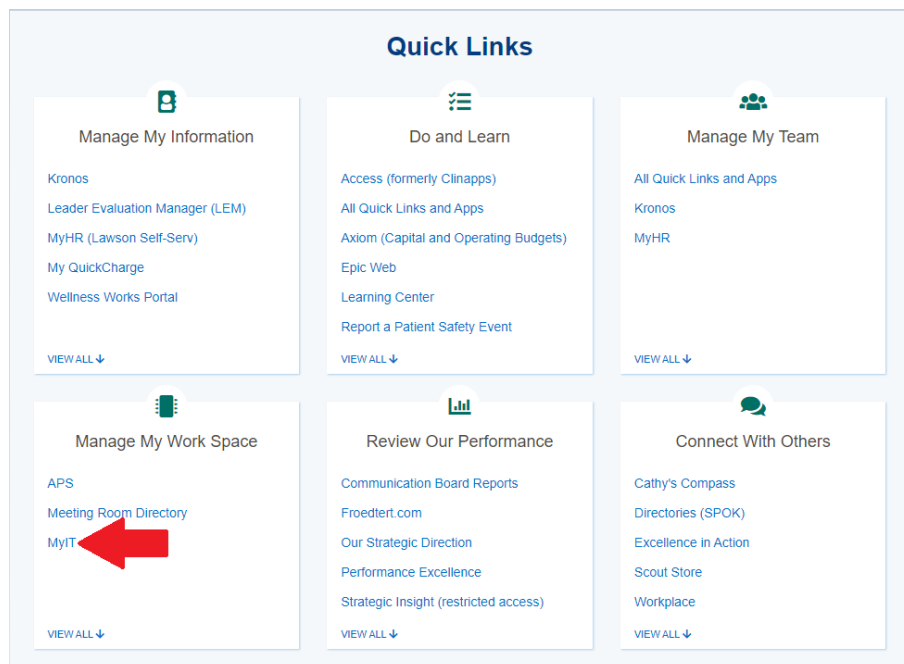 Quick Links
Manage My Information
Kronos
Leader Evaluation Manager (LEM)
MyHR (Lawson Self-Serv)
My QuickCharge
Wellness Works Portal
VIEW ALL
Do and Learn
Access (formerly Clinapps)
All Quick Links and Apps
Axiom (Capital and Operating Budgets)
Epic Web
Learning Center
Report a Patient Safety Event
VIEW ALL
Manage My Team
All Quick Links and Apps
Kronos
MyHR
VIEW ALL
Manage My Work Space
APS
Meeting Room Directory
MyIT
VIEW ALL
Review Our Performance
Communication Board Reports
Froedtert.com
Our Strategic Direction
Performance Excellence
Strategic Insight (restricted access)
VIEW ALL
Connect With Others
Cathy's Compass
Directories (SPOK)
Excellence in Action
Scout Store
Workplace
VIEW ALL